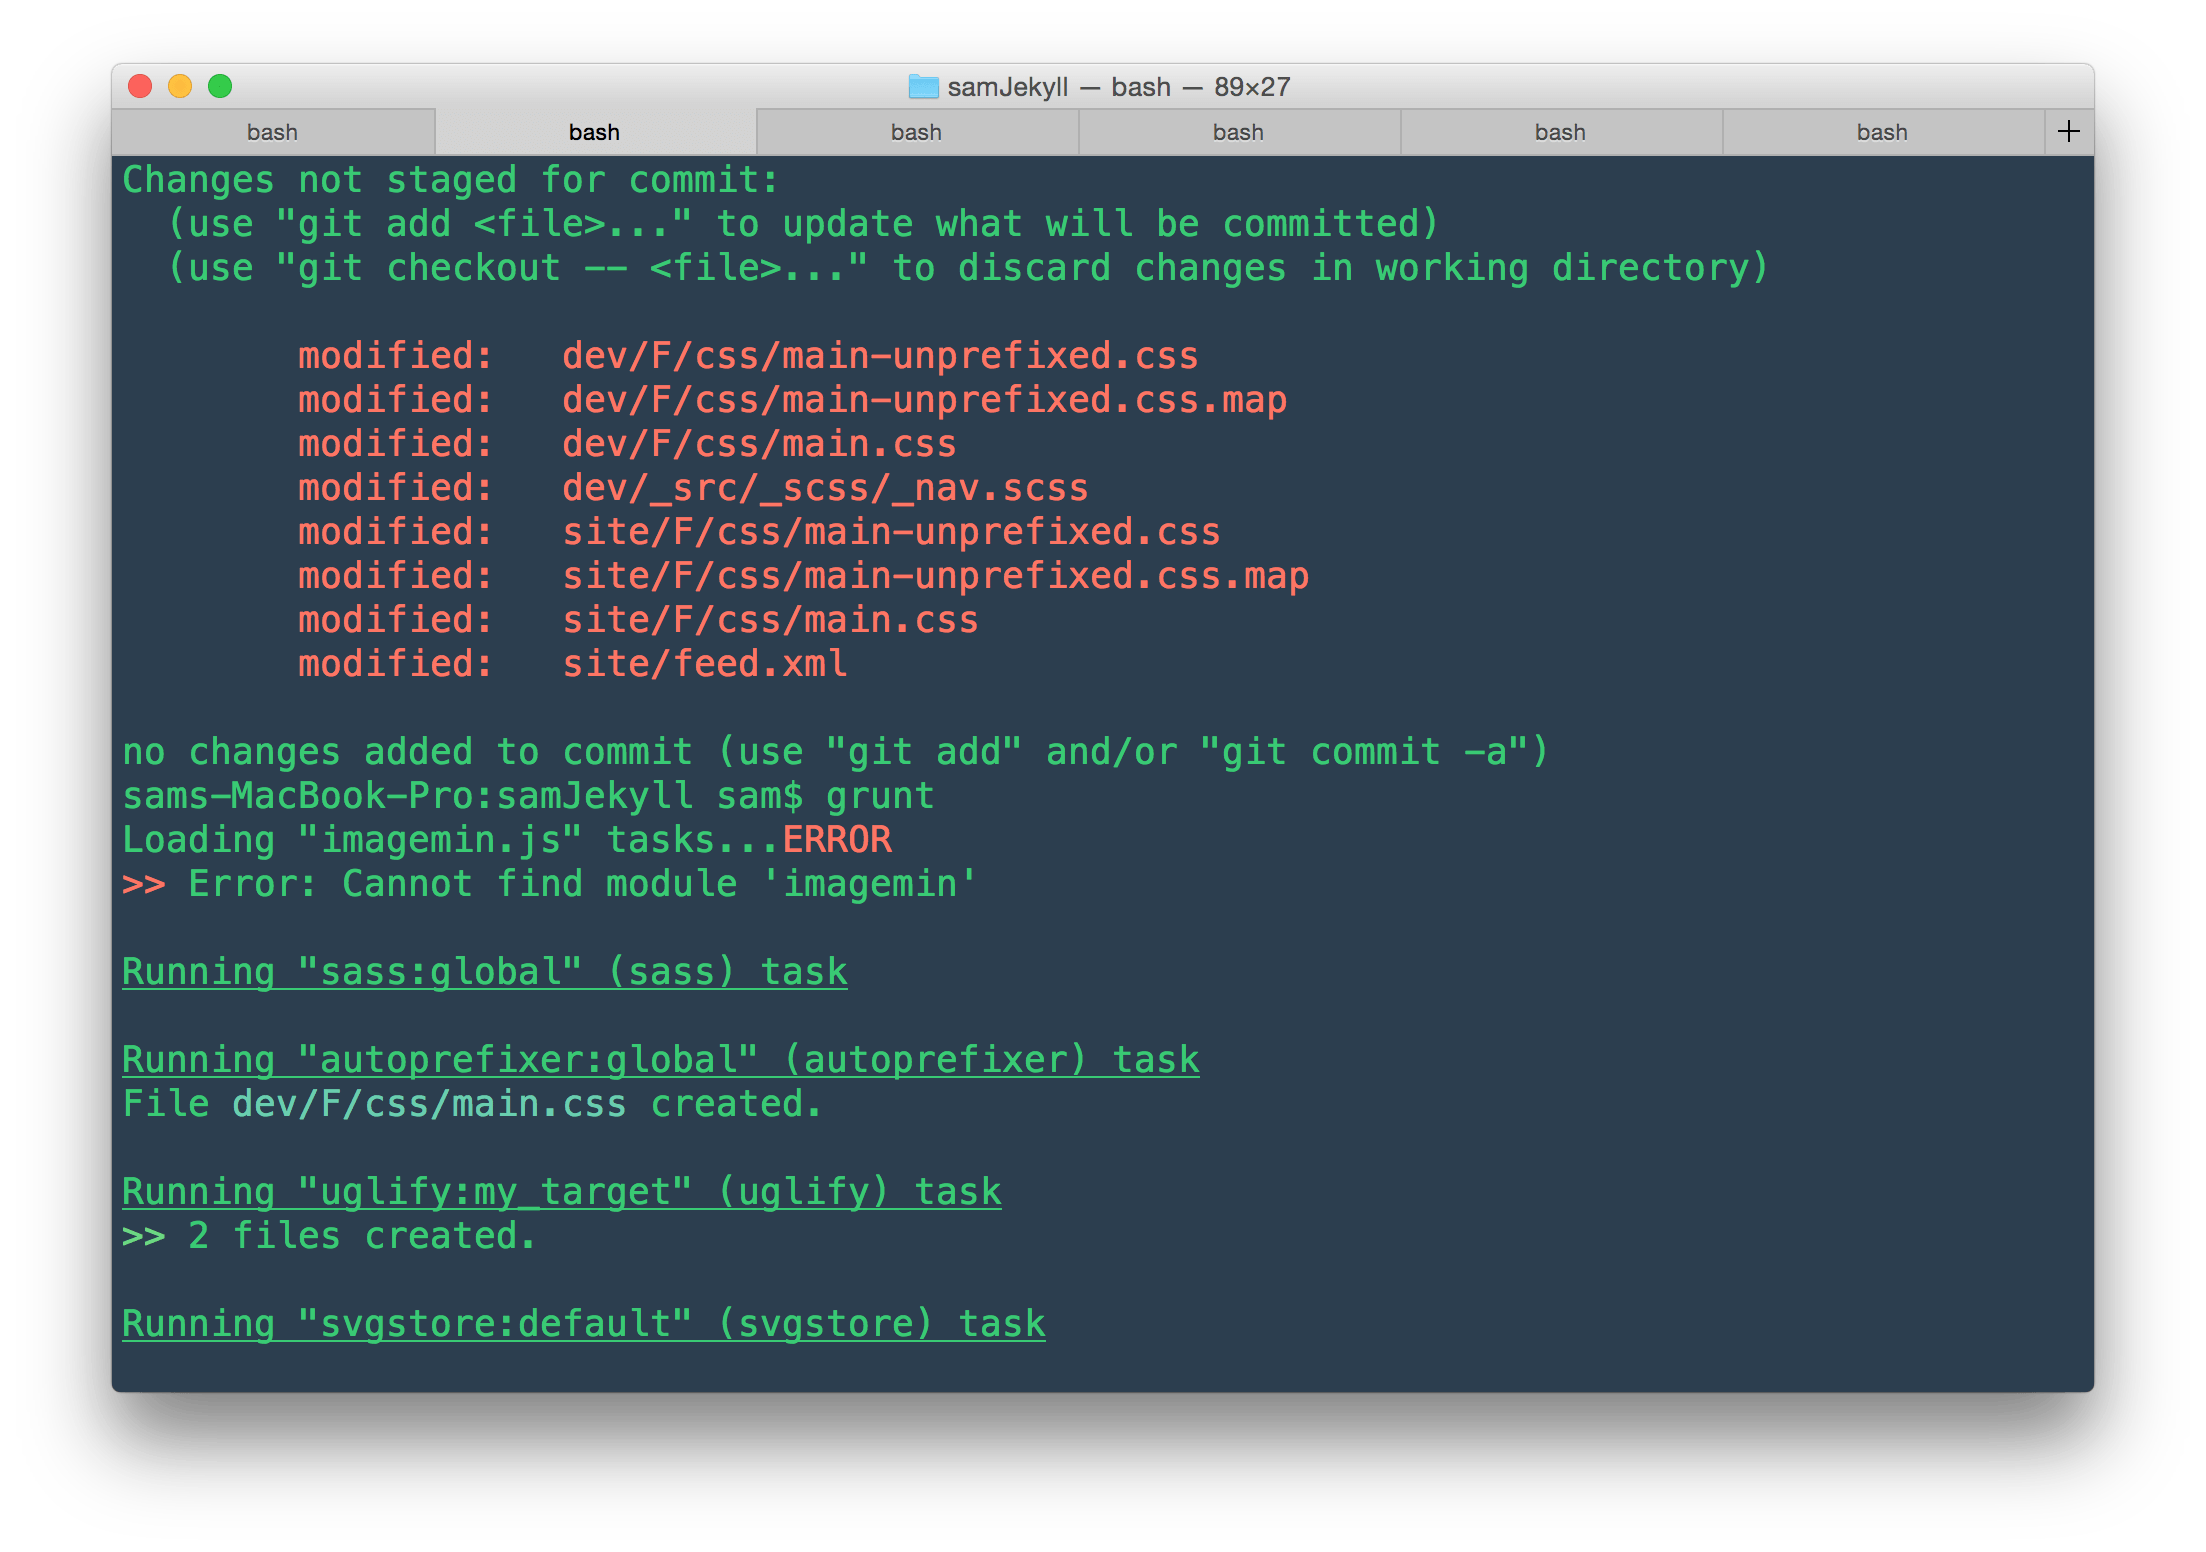 samJekyll — bash — 89×27
bash bash bash bash bash bash +
Changes not staged for commit:
  (use "git add <file>..." to update what will be committed)
  (use "git checkout -- <file>..." to discard changes in working directory)
        modified:   dev/F/css/main-unprefixed.css
        modified:   dev/F/css/main-unprefixed.css.map
        modified:   dev/F/css/main.css
        modified:   dev/_src/_scss/_nav.scss
        modified:   site/F/css/main-unprefixed.css
        modified:   site/F/css/main-unprefixed.css.map
        modified:   site/F/css/main.css
        modified:   site/feed.xml
no changes added to commit (use "git add" and/or "git commit -a")
sams-MacBook-Pro:samJekyll sam$ grunt
Loading "imagemin.js" tasks...ERROR
>> Error: Cannot find module 'imagemin'
Running "sass:global" (sass) task
Running "autoprefixer:global" (autoprefixer) task
File dev/F/css/main.css created.
Running "uglify:my_target" (uglify) task
>> 2 files created.
Running "svgstore:default" (svgstore) task